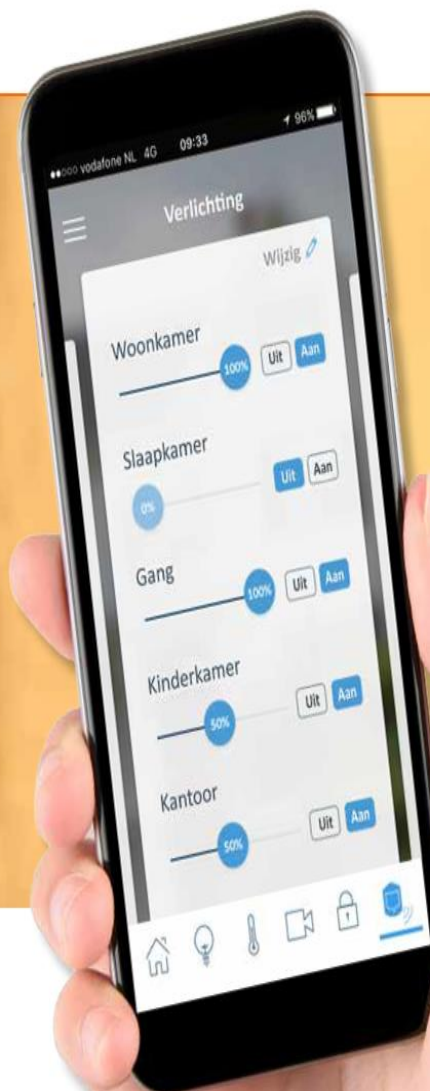 vodafone NL 4G 09:33 96%
Verlichting
Wijzig
Woonkamer
100% Uit Aan
Slaapkamer
0% Uit Aan
Gang
100% Uit Aan
Kinderkamer
50% Uit Aan
Kantoor
50% Uit Aan